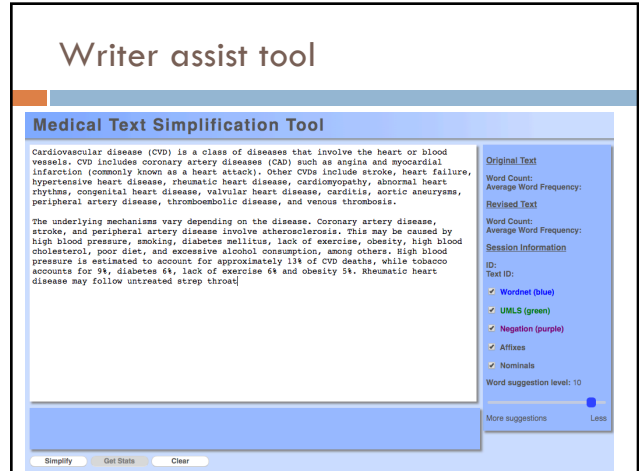 Writer assist tool
Medical Text Simplification Tool
Cardiovascular disease (CVD) is a class of diseases that involve the heart or blood
vessels. CVD includes coronary artery diseases (CAD) such as angina and myocardial
infarction (commonly known as a heart attack). Other CVDs include stroke, heart failure,
hypertensive heart disease, rheumatic heart disease, cardiomyopathy, abnormal heart
rhythms, congenital heart disease, valvular heart disease, carditis, aortic aneurysms,
peripheral artery disease, thromboembolic disease, and venous thrombosis.
The underlying mechanisms vary depending on the disease. Coronary artery disease,
stroke, and peripheral artery disease involve atherosclerosis. This may be caused by
high blood pressure, smoking, diabetes mellitus, lack of exercise, obesity, high blood
cholesterol, poor diet, and excessive alcohol consumption, among others. High blood
pressure is estimated to account for approximately 13% of CVD deaths, while tobacco
accounts for 9%, diabetes 6%, lack of exercise 6% and obesity 5%. Rheumatic heart
disease may follow untreated strep throat
Original Text
Word Count:
Average Word Frequency:
Revised Text
Word Count:
Average Word Frequency:
Session Information
ID:
Text ID:
Wordnet (blue)
UMLS (green)
Negation (purple)
Affixes
Nominals
Word suggestion level: 10
More suggestions Less
Simplify Get Stats Clear